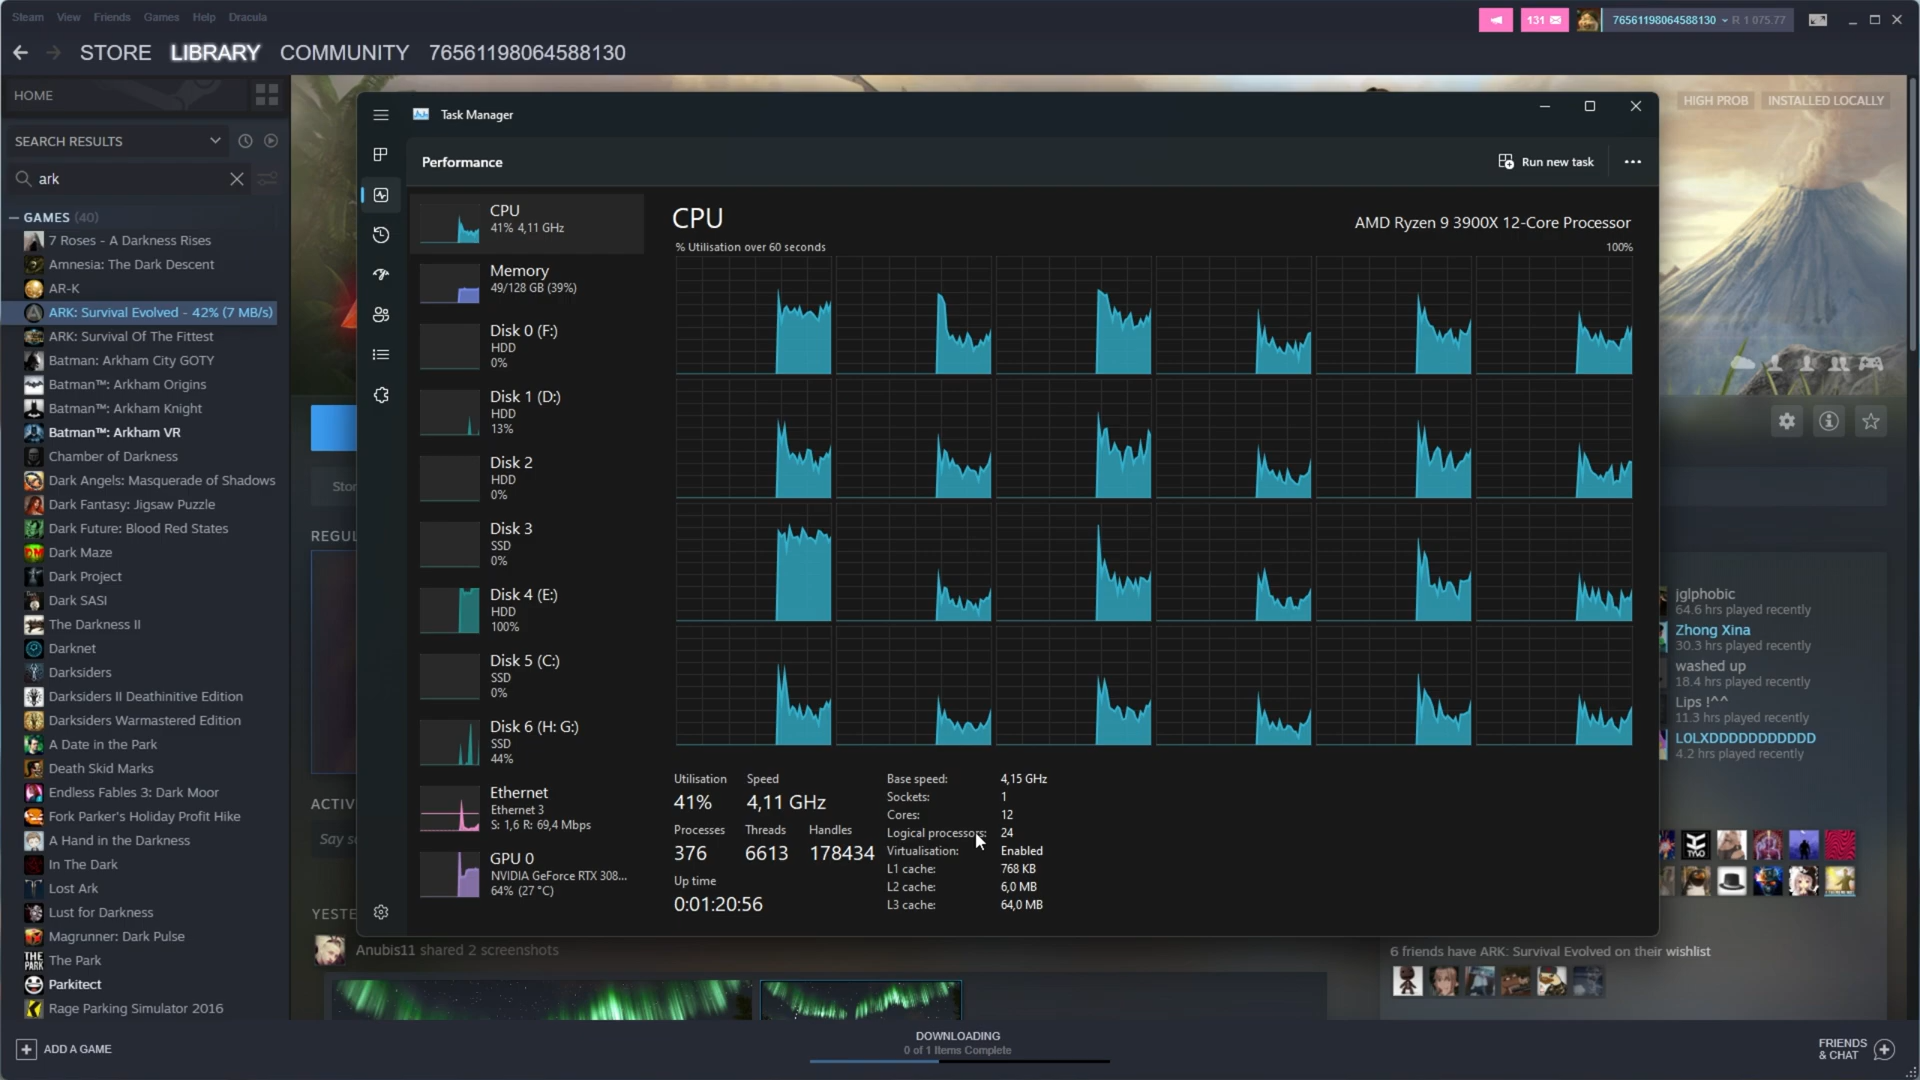 Steam View Friends Games Help Dracula
131
76561198064588130 R 1 075.77
STORE LIBRARY COMMUNITY 76561198064588130
HOME
SEARCH RESULTS
ark
GAMES (40)
7 Roses - A Darkness Rises
Amnesia: The Dark Descent
AR-K
ARK: Survival Evolved - 42% (7 MB/s)
ARK: Survival Of The Fittest
Batman: Arkham City GOTY
Batman™: Arkham Origins
Batman™: Arkham Knight
Batman™: Arkham VR
Chamber of Darkness
Dark Angels: Masquerade of Shadows
Dark Fantasy: Jigsaw Puzzle
Dark Future: Blood Red States
Dark Maze
Dark Project
Dark SASI
The Darkness II
Darknet
Darksiders
Darksiders II Deathinitive Edition
Darksiders Warmastered Edition
A Date in the Park
Death Skid Marks
Endless Fables 3: Dark Moor
Fork Parker's Holiday Profit Hike
A Hand in the Darkness
In The Dark
Lost Ark
Lust for Darkness
Magrunner: Dark Pulse
The Park
Parkitect
Rage Parking Simulator 2016
ADD A GAME
HIGH PROB INSTALLED LOCALLY
Task Manager
Performance
Run new task
CPU
41% 4,11 GHz
Memory
49/128 GB (39%)
Disk 0 (F:)
HDD
0%
Disk 1 (D:)
HDD
13%
Disk 2
HDD
0%
Disk 3
SSD
0%
Disk 4 (E:)
HDD
100%
Disk 5 (C:)
SSD
0%
Disk 6 (H: G:)
SSD
44%
Ethernet
Ethernet 3
S: 1,6 R: 69,4 Mbps
GPU 0
NVIDIA GeForce RTX 308...
64% (27 °C)
CPU
AMD Ryzen 9 3900X 12-Core Processor
% Utilisation over 60 seconds
100%
Utilisation Speed
41% 4,11 GHz
Processes Threads Handles
376 6613 178434
Up time
0:01:20:56
Base speed: 4,15 GHz
Sockets: 1
Cores: 12
Logical processors: 24
Virtualisation: Enabled
L1 cache: 768 KB
L2 cache: 6,0 MB
L3 cache: 64,0 MB
Stor
REGUL
ACTIV
Say s
YESTE
Anubis11 shared 2 screenshots
jglphobic
64.6 hrs played recently
Zhong Xina
30.3 hrs played recently
washed up
18.4 hrs played recently
Lips !^^
11.3 hrs played recently
LOLXDDDDDDDDDDD
4.2 hrs played recently
6 friends have ARK: Survival Evolved on their wishlist
DOWNLOADING
0 of 1 Items Complete
FRIENDS
& CHAT